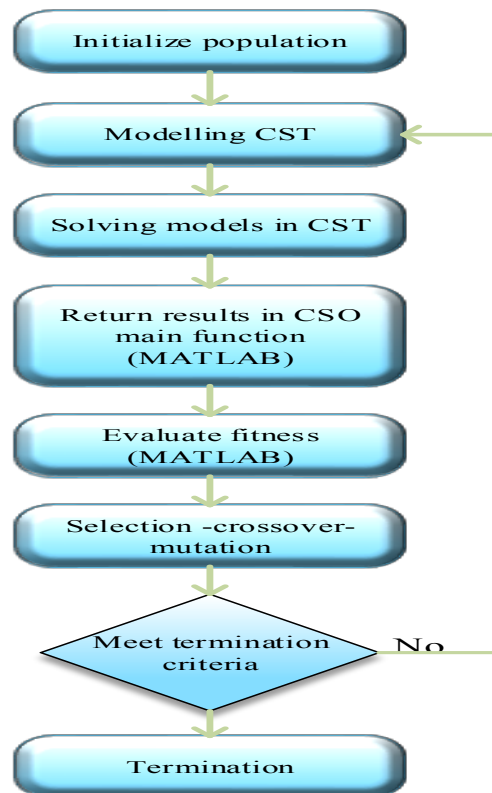 Initialize population
Modelling CST
Solving models in CST
Return results in CSO
main function
(MATLAB)
Evaluate fitness
(MATLAB)
Selection -crossover-
mutation
Meet termination
criteria
No
Termination